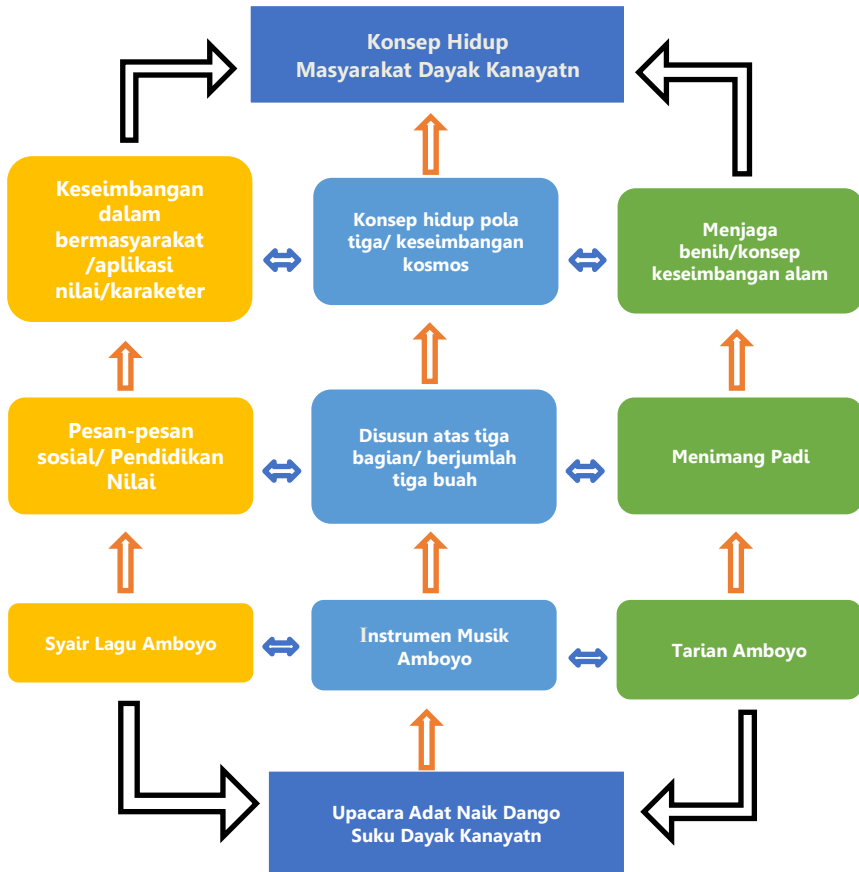 Konsep Hidup
Masyarakat Dayak Kanayatn
Keseimbangan
dalam
bermasyarakat
/aplikasi
nilai/karaketer
Konsep hidup pola
tiga/ keseimbangan
kosmos
Menjaga
benih/konsep
keseimbangan alam
Pesan-pesan
sosial/ Pendidikan
Nilai
Disusun atas tiga
bagian/ berjumlah
tiga buah
Menimang Padi
Syair Lagu Amboyo
Instrumen Musik
Amboyo
Tarian Amboyo
Upacara Adat Naik Dango
Suku Dayak Kanayatn